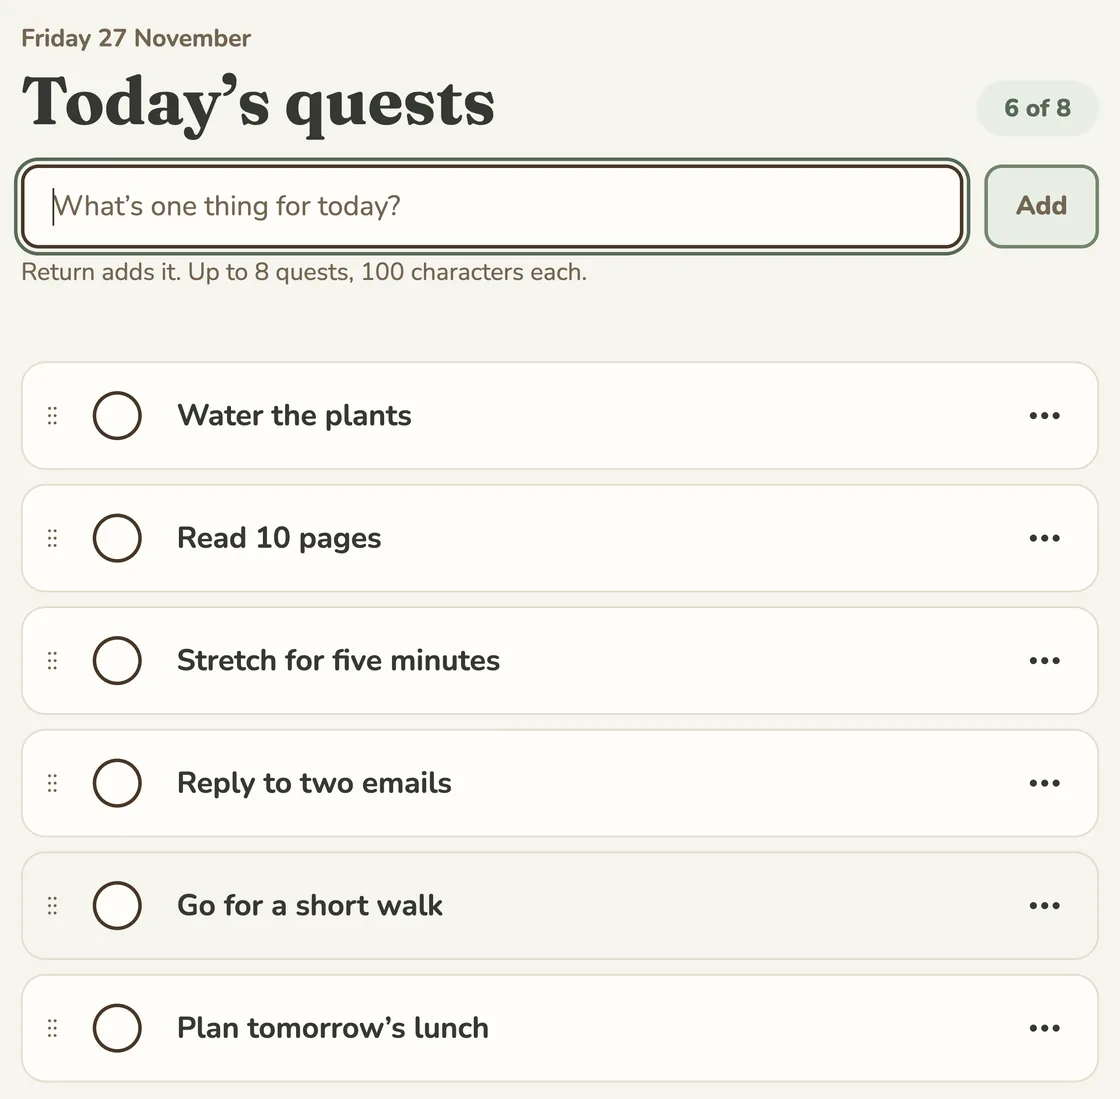 Friday 27 November
Today’s quests
6 of 8
What’s one thing for today?
Add
Return adds it. Up to 8 quests, 100 characters each.
Water the plants
Read 10 pages
Stretch for five minutes
Reply to two emails
Go for a short walk
Plan tomorrow’s lunch